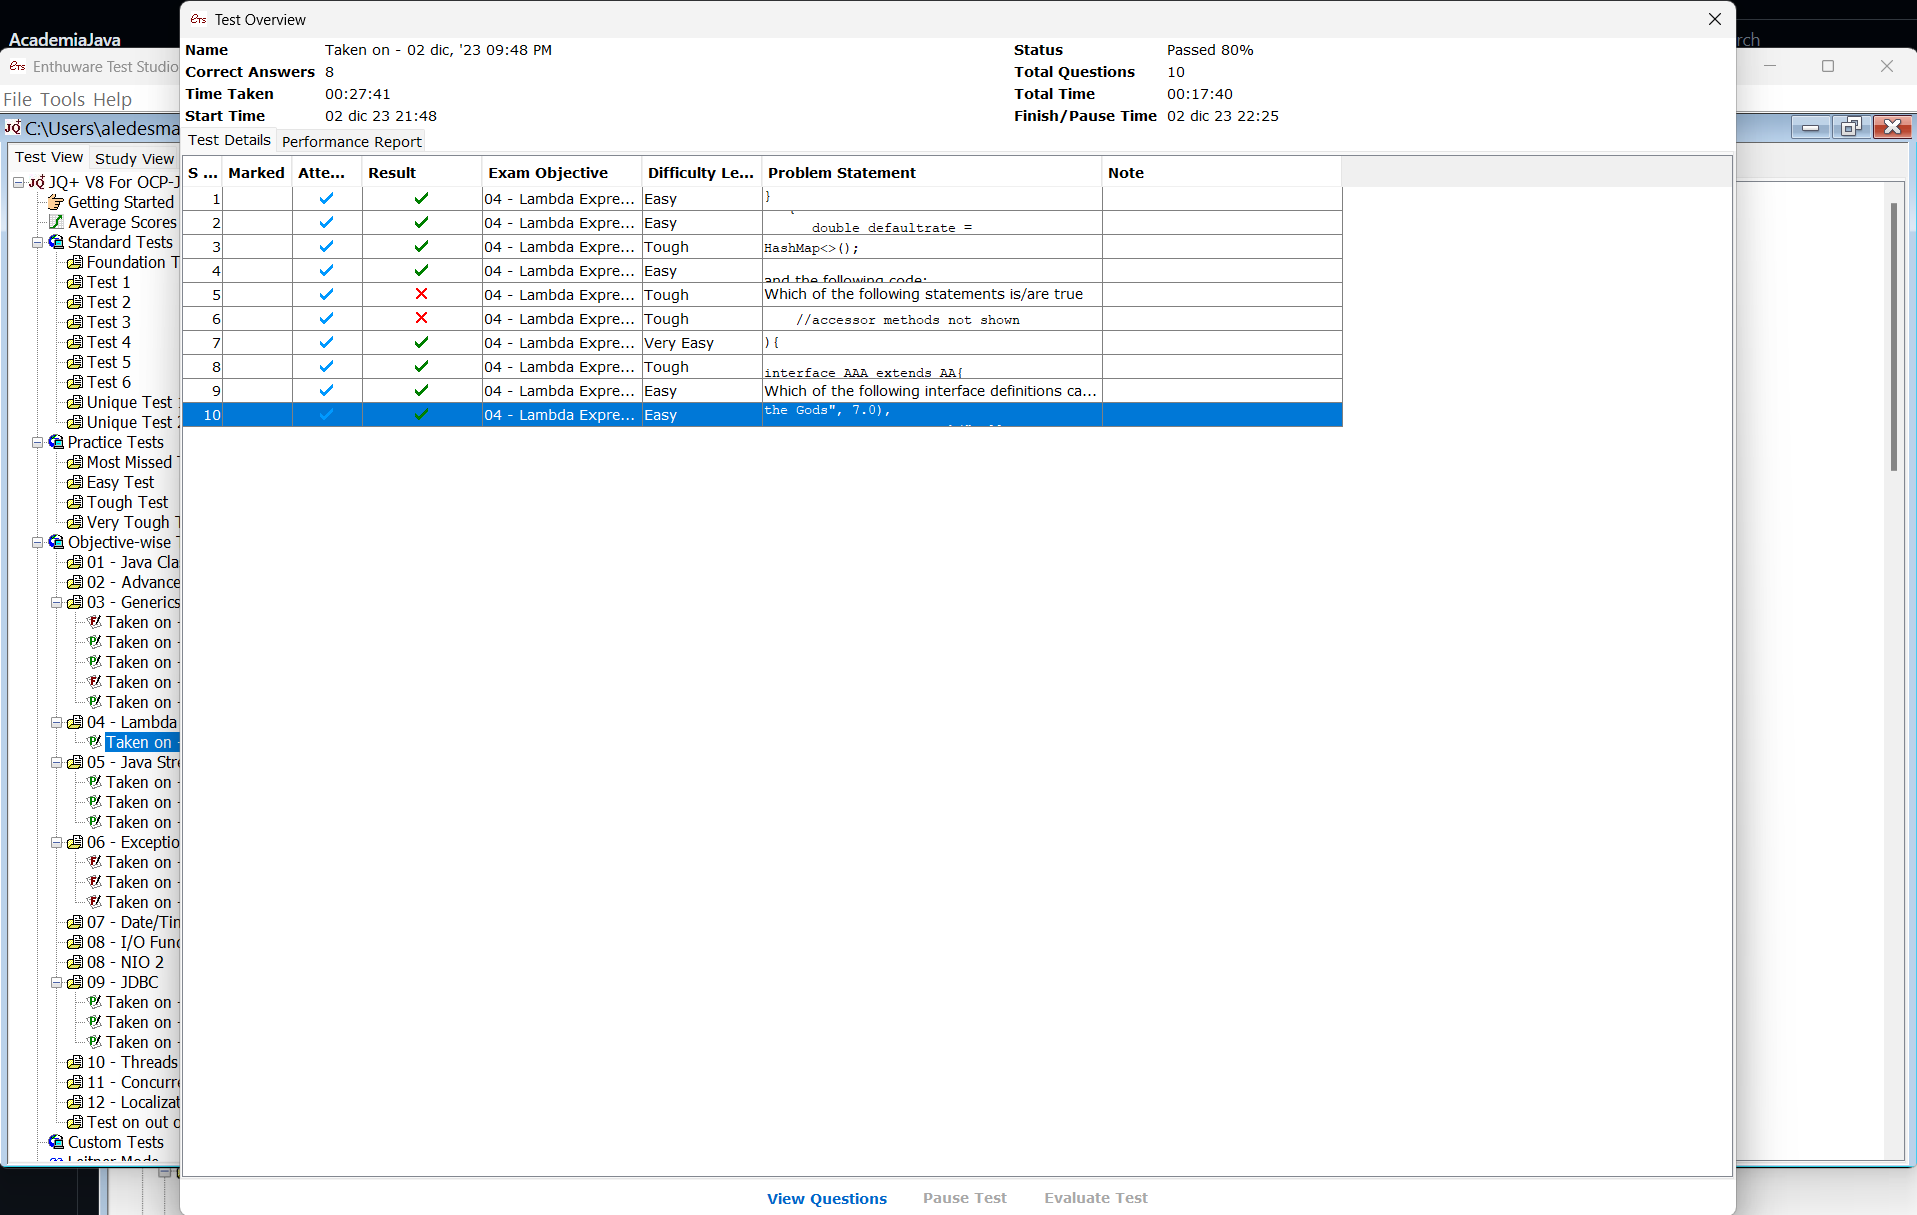 AcademiaJava
Enthuware Test Studio
File Tools Help
C:\Users\aledesma
Test View Study View
JQ+ V8 For OCP-J
Getting Started
Average Scores
Standard Tests
Foundation T
Test 1
Test 2
Test 3
Test 4
Test 5
Test 6
Unique Test
Unique Test 2
Practice Tests
Most Missed
Easy Test
Tough Test
Very Tough T
Objective-wise
01 - Java Cla
02 - Advance
03 - Generics
Taken on -
Taken on -
Taken on -
Taken on -
Taken on -
04 - Lambda
Taken on -
05 - Java Stre
Taken on -
Taken on -
Taken on -
06 - Exceptio
Taken on -
Taken on -
Taken on -
07 - Date/Tin
08 - I/O Func
08 - NIO 2
09 - JDBC
Taken on -
Taken on -
Taken on -
10 - Threads
11 - Concurre
12 - Localizat
Test on out o
Custom Tests
Leitner Mode
rch
eTS Test Overview
Name Taken on - 02 dic, '23 09:48 PM Status Passed 80%
Correct Answers 8 Total Questions 10
Time Taken 00:27:41 Total Time 00:17:40
Start Time 02 dic 23 21:48 Finish/Pause Time 02 dic 23 22:25
Test Details Performance Report
S ... Marked Atte... Result Exam Objective Difficulty Le... Problem Statement Note
1 04 - Lambda Expre... Easy }
2 04 - Lambda Expre... Easy { double defaultrate =
3 04 - Lambda Expre... Tough HashMap<>();
4 04 - Lambda Expre... Easy and the following code:
5 04 - Lambda Expre... Tough Which of the following statements is/are true
6 04 - Lambda Expre... Tough //accessor methods not shown
7 04 - Lambda Expre... Very Easy ){
8 04 - Lambda Expre... Tough interface AAA extends AA{
9 04 - Lambda Expre... Easy Which of the following interface definitions ca...
10 04 - Lambda Expre... Easy the Gods", 7.0),
View Questions Pause Test Evaluate Test